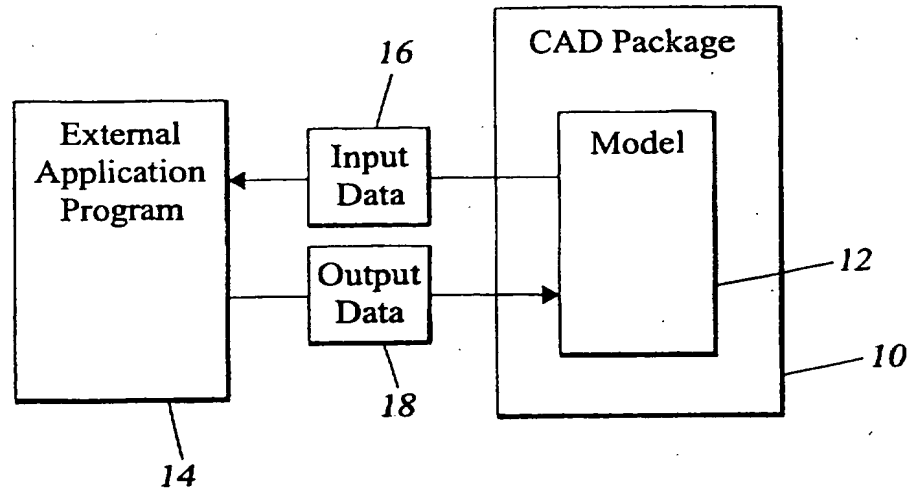 CAD Package
16
External
Application
Program
Input
Data
Model
12
Output
Data
10
18
14